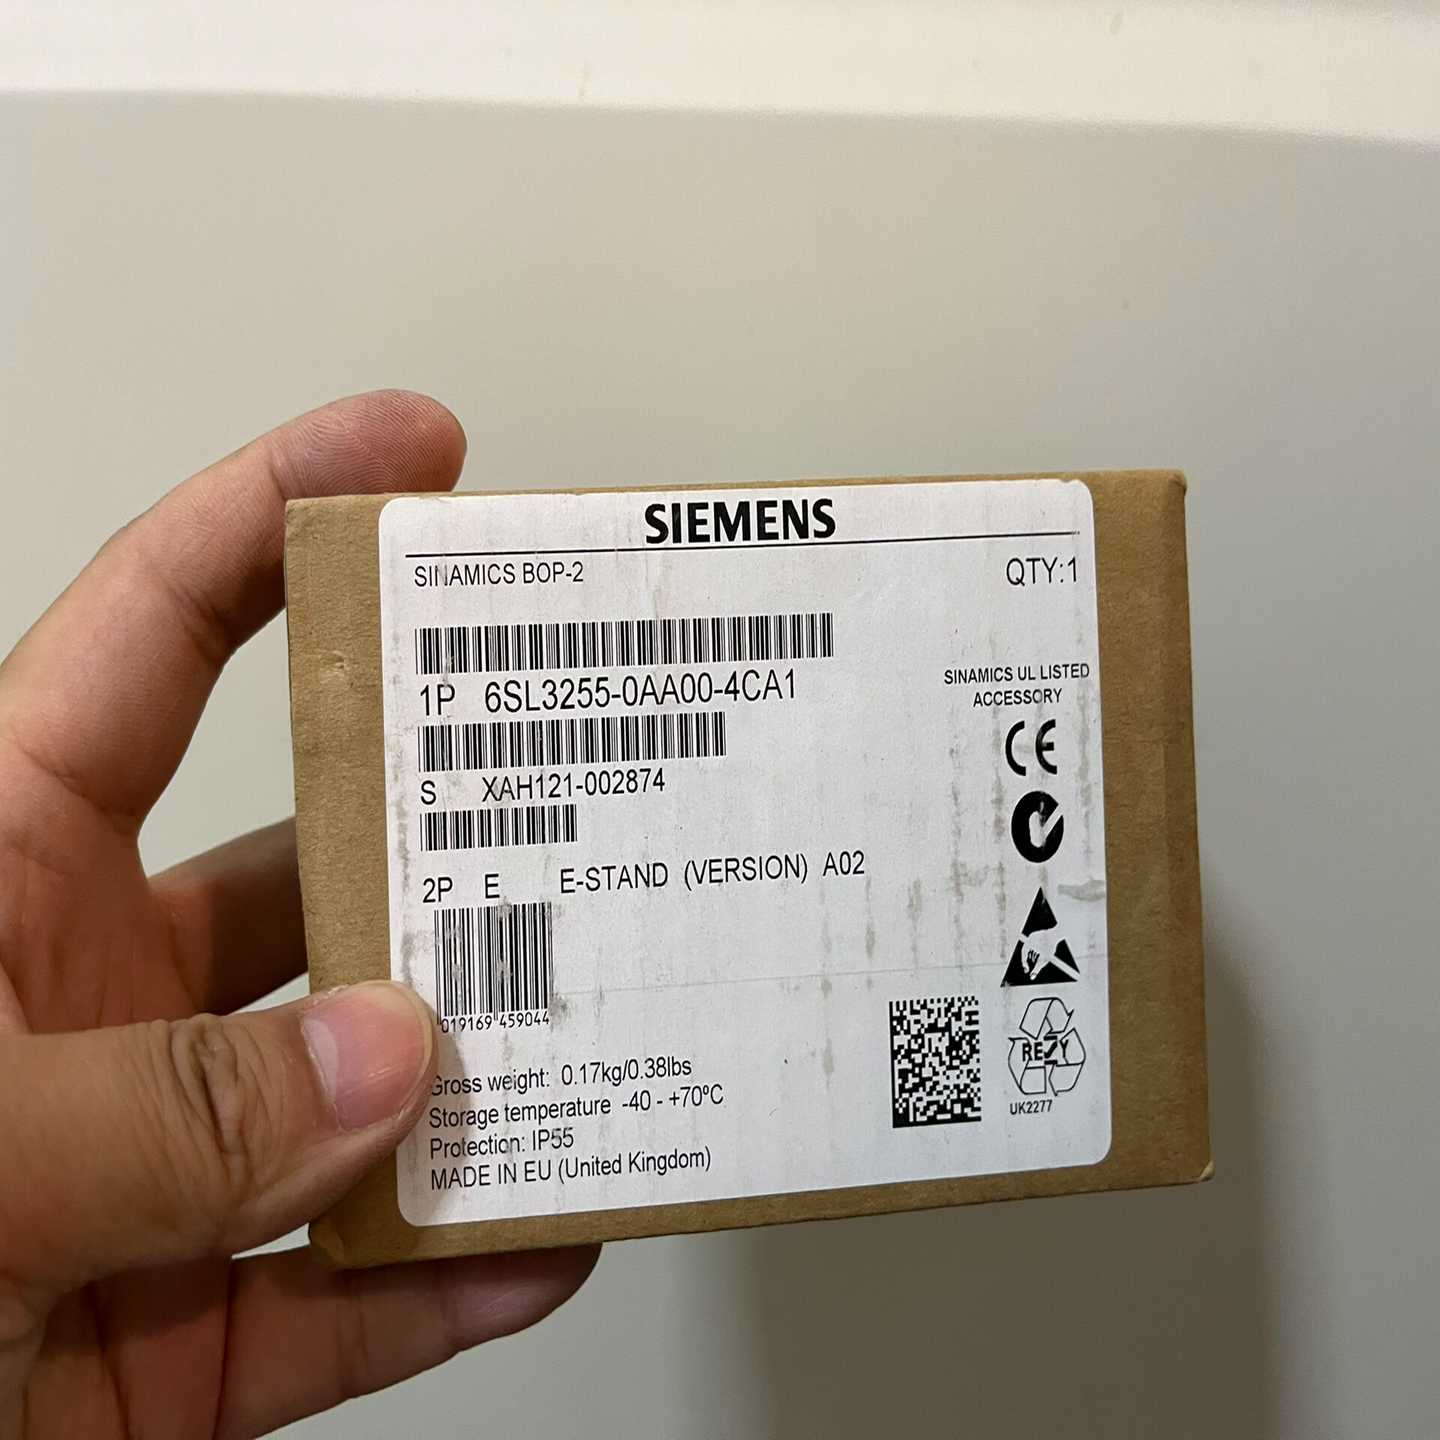 SIEMENS
SINAMICS BOP-2 QTY:1
1P 6SL3255-0AA00-4CA1
SINAMICS UL LISTED
ACCESSORY
CE
S XAH121-002874
2P E E-STAND (VERSION) A02
019169 459044
Gross weight: 0.17kg/0.38lbs
Storage temperature -40 - +70ºC
Protection: IP55
MADE IN EU (United Kingdom)
RESY
UK2277